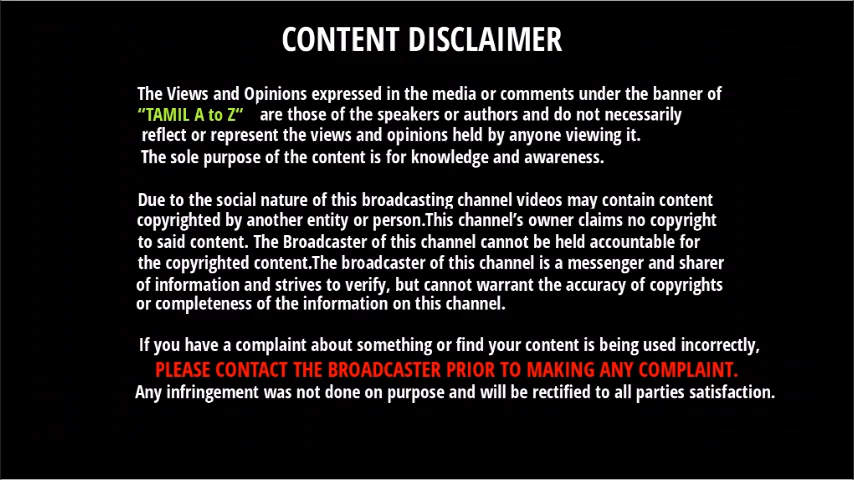 CONTENT DISCLAIMER
The Views and Opinions expressed in the media or comments under the banner of
“TAMIL A to Z” are those of the speakers or authors and do not necessarily
reflect or represent the views and opinions held by anyone viewing it.
The sole purpose of the content is for knowledge and awareness.
Due to the social nature of this broadcasting channel videos may contain content
copyrighted by another entity or person.This channel’s owner claims no copyright
to said content. The Broadcaster of this channel cannot be held accountable for
the copyrighted content.The broadcaster of this channel is a messenger and sharer
of information and strives to verify, but cannot warrant the accuracy of copyrights
or completeness of the information on this channel.
If you have a complaint about something or find your content is being used incorrectly,
PLEASE CONTACT THE BROADCASTER PRIOR TO MAKING ANY COMPLAINT.
Any infringement was not done on purpose and will be rectified to all parties satisfaction.